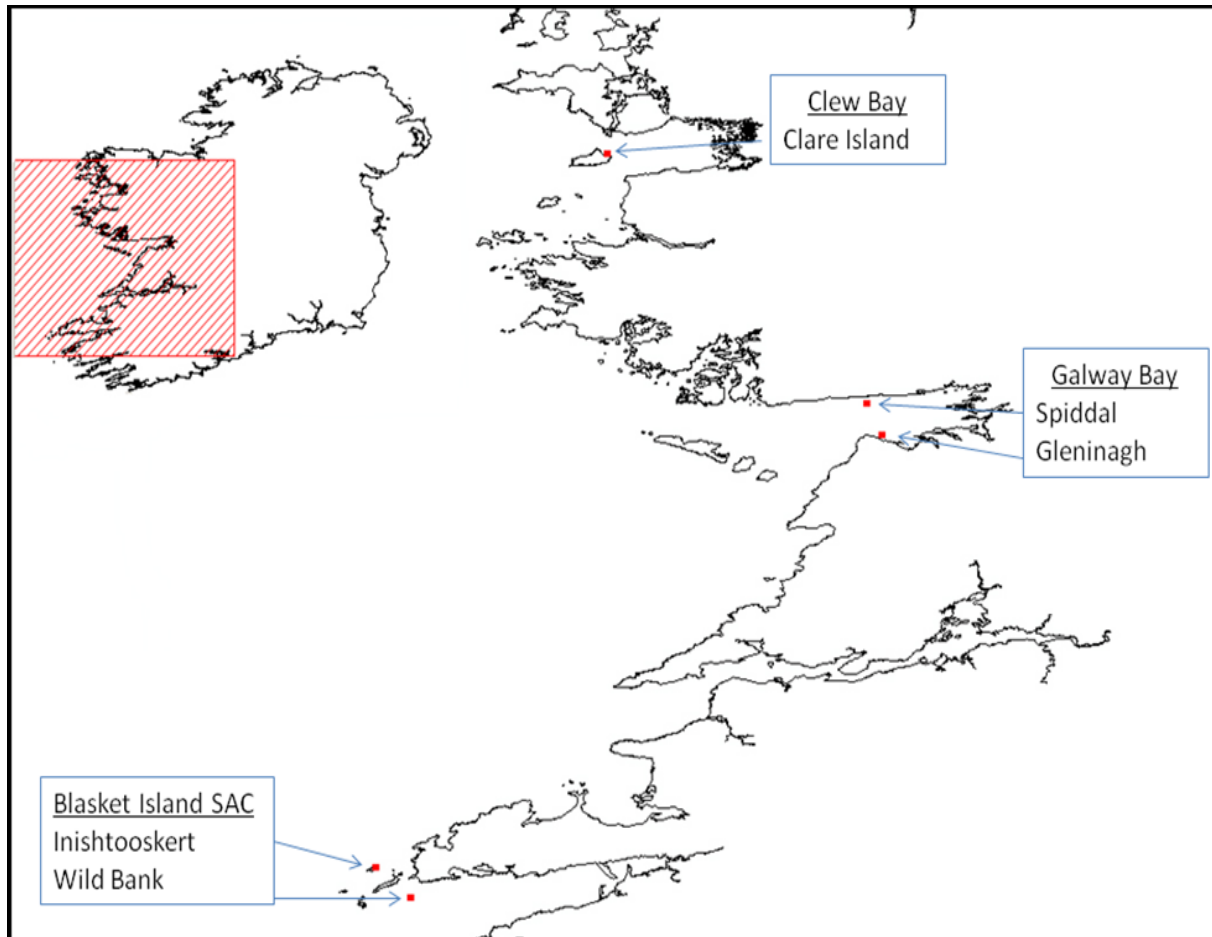 Clew Bay
Clare Island
Galway Bay
Spiddal
Gleninagh
Blasket Island SAC
Inishtooskert
Wild Bank